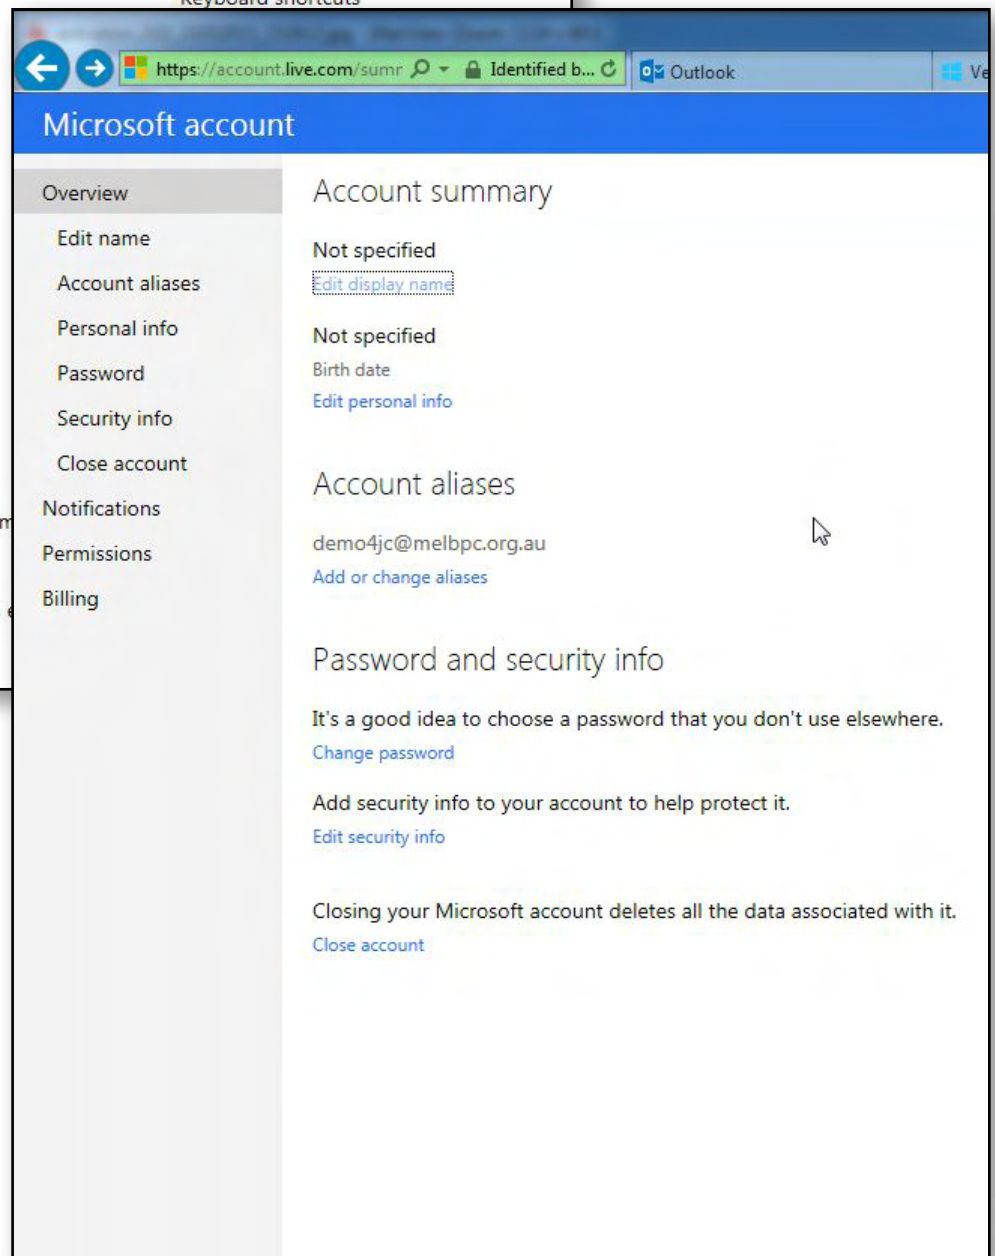 Keyboard shortcuts
https://account.live.com/sumr
Identified b...
Outlook
Ve
Microsoft account
Overview
Edit name
Account aliases
Personal info
Password
Security info
Close account
Notifications
Permissions
Billing
Account summary
Not specified
Edit display name
Not specified
Birth date
Edit personal info
Account aliases
demo4jc@melbpc.org.au
Add or change aliases
Password and security info
It's a good idea to choose a password that you don't use elsewhere.
Change password
Add security info to your account to help protect it.
Edit security info
Closing your Microsoft account deletes all the data associated with it.
Close account